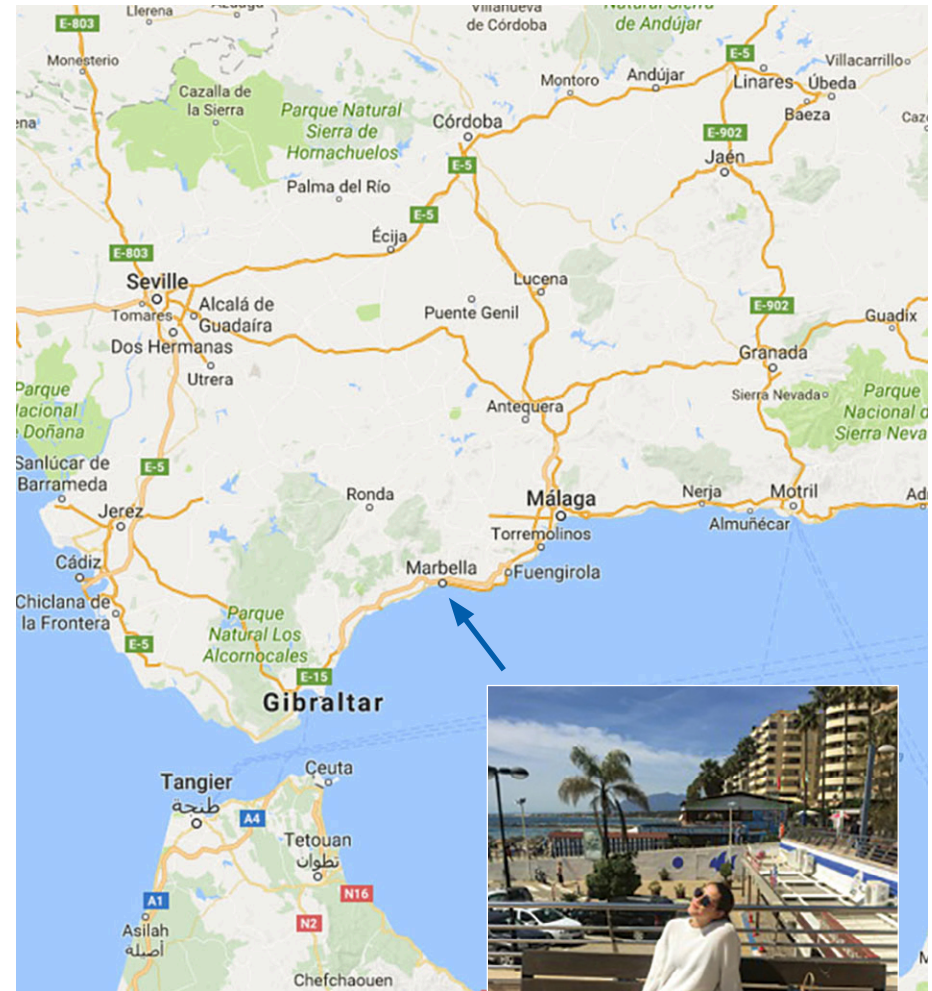 Llerena
Villanueva
de Córdoba
Natural Sierra
de Andújar
E-803
E-5
Monesterio
Villacarrillo
Cazalla de
la Sierra
Parque Natural
Sierra de
Hornachuelos
Montoro
Andújar
Linares
Úbeda
Baeza
Córdoba
E-902
Jaén
E-5
Palma del Río
E-5
Écija
E-803
Seville
Lucena
Tomares
Alcalá de
Guadaíra
Puente Genil
E-902
Guadix
Dos Hermanas
Granada
Utrera
Parque
Nacional
Doñana
Antequera
Sierra Nevada
Parque
Nacional d
Sierra Neva
Sanlúcar de
Barrameda
E-5
Jerez
Ronda
Málaga
Nerja
Motril
Almuñécar
Torremolinos
Cádiz
Marbella
Fuengirola
Chiclana de
la Frontera
E-5
Parque
Natural Los
Alcornocales
E-15
Gibraltar
Tangier
طنجة
Ceuta
A4
Tetouan
تطوان
A1
N16
N2
Asilah
أصيلة
Chefchaouen